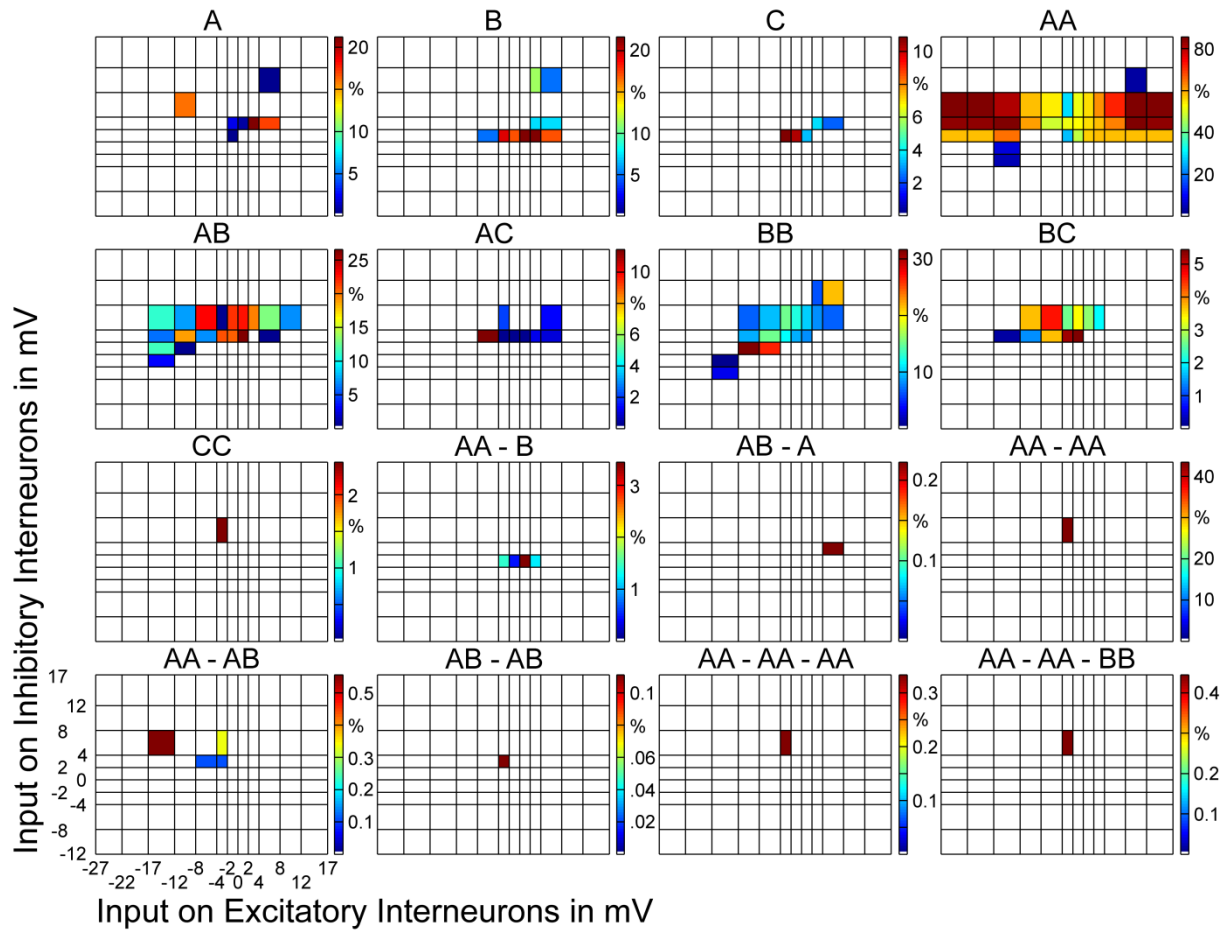 A B C AA
20 % 10 5
20 % 10 5
10 % 6 4 2
80 % 40 20
AB AC BB BC
25 % 15 10 5
10 % 6 4 2
30 % 10
5 % 3 2 1
CC AA - B AB - A AA - AA
2 % 1
3 % 1
0.2 % 0.1
40 % 20 10
AA - AB AB - AB AA - AA - AA AA - AA - BB
17 12 8 4 2 0 -2 -4 -8 -12
0.5 % 0.3 0.2 0.1
0.1 % .06 .04 .02
0.3 % 0.2 0.1
0.4 % 0.2 0.2 0.1
-27 -17 -8 -2 2 8 17
-22 -12 -4 0 4 12
Input on Inhibitory Interneurons in mV
Input on Excitatory Interneurons in mV